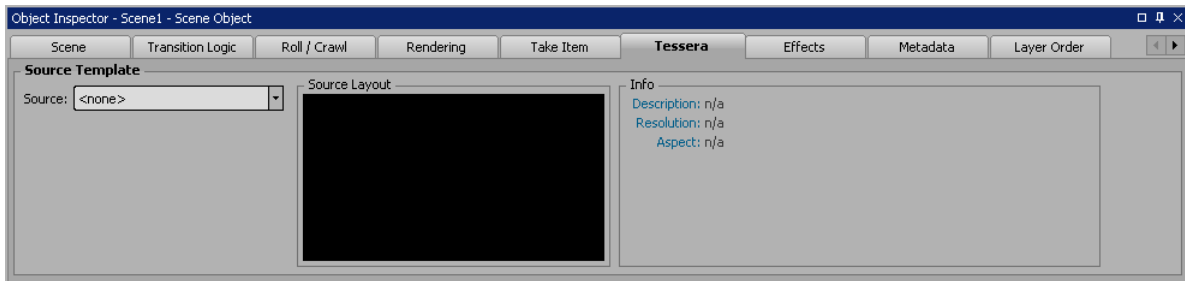 Object Inspector - Scene1 - Scene Object
Scene Transition Logic Roll / Crawl Rendering Take Item Tessera Effects Metadata Layer Order
Source Template
Source: <none>
Source Layout
Info
Description: n/a
Resolution: n/a
Aspect: n/a